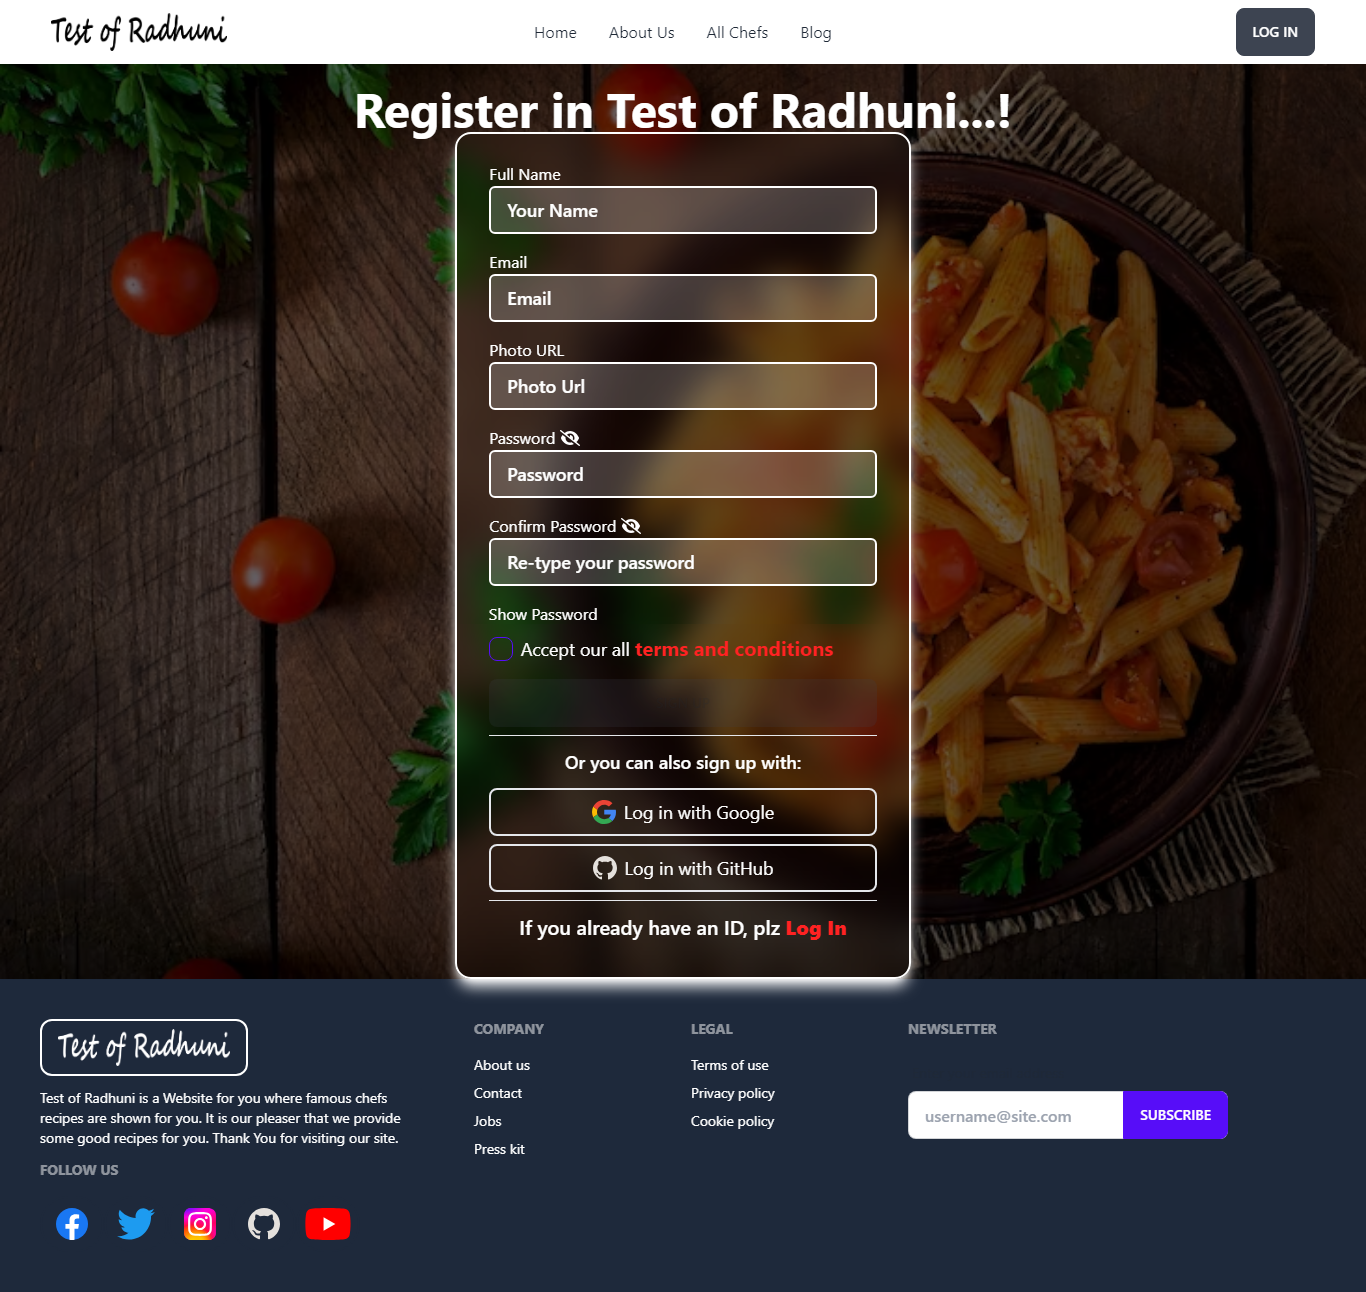 Test of Radhuni
Home About Us All Chefs Blog
LOG IN
Register in Test of Radhuni...!
Full Name
Your Name
Email
Email
Photo URL
Photo Url
Password
Password
Confirm Password
Re-type your password
Show Password
Accept our all terms and conditions
Or you can also sign up with:
Log in with Google
Log in with GitHub
If you already have an ID, plz Log In
Test of Radhuni
Test of Radhuni is a Website for you where famous chefs
recipes are shown for you. It is our pleaser that we provide
some good recipes for you. Thank You for visiting our site.
FOLLOW US
COMPANY
About us
Contact
Jobs
Press kit
LEGAL
Terms of use
Privacy policy
Cookie policy
NEWSLETTER
username@site.com
SUBSCRIBE